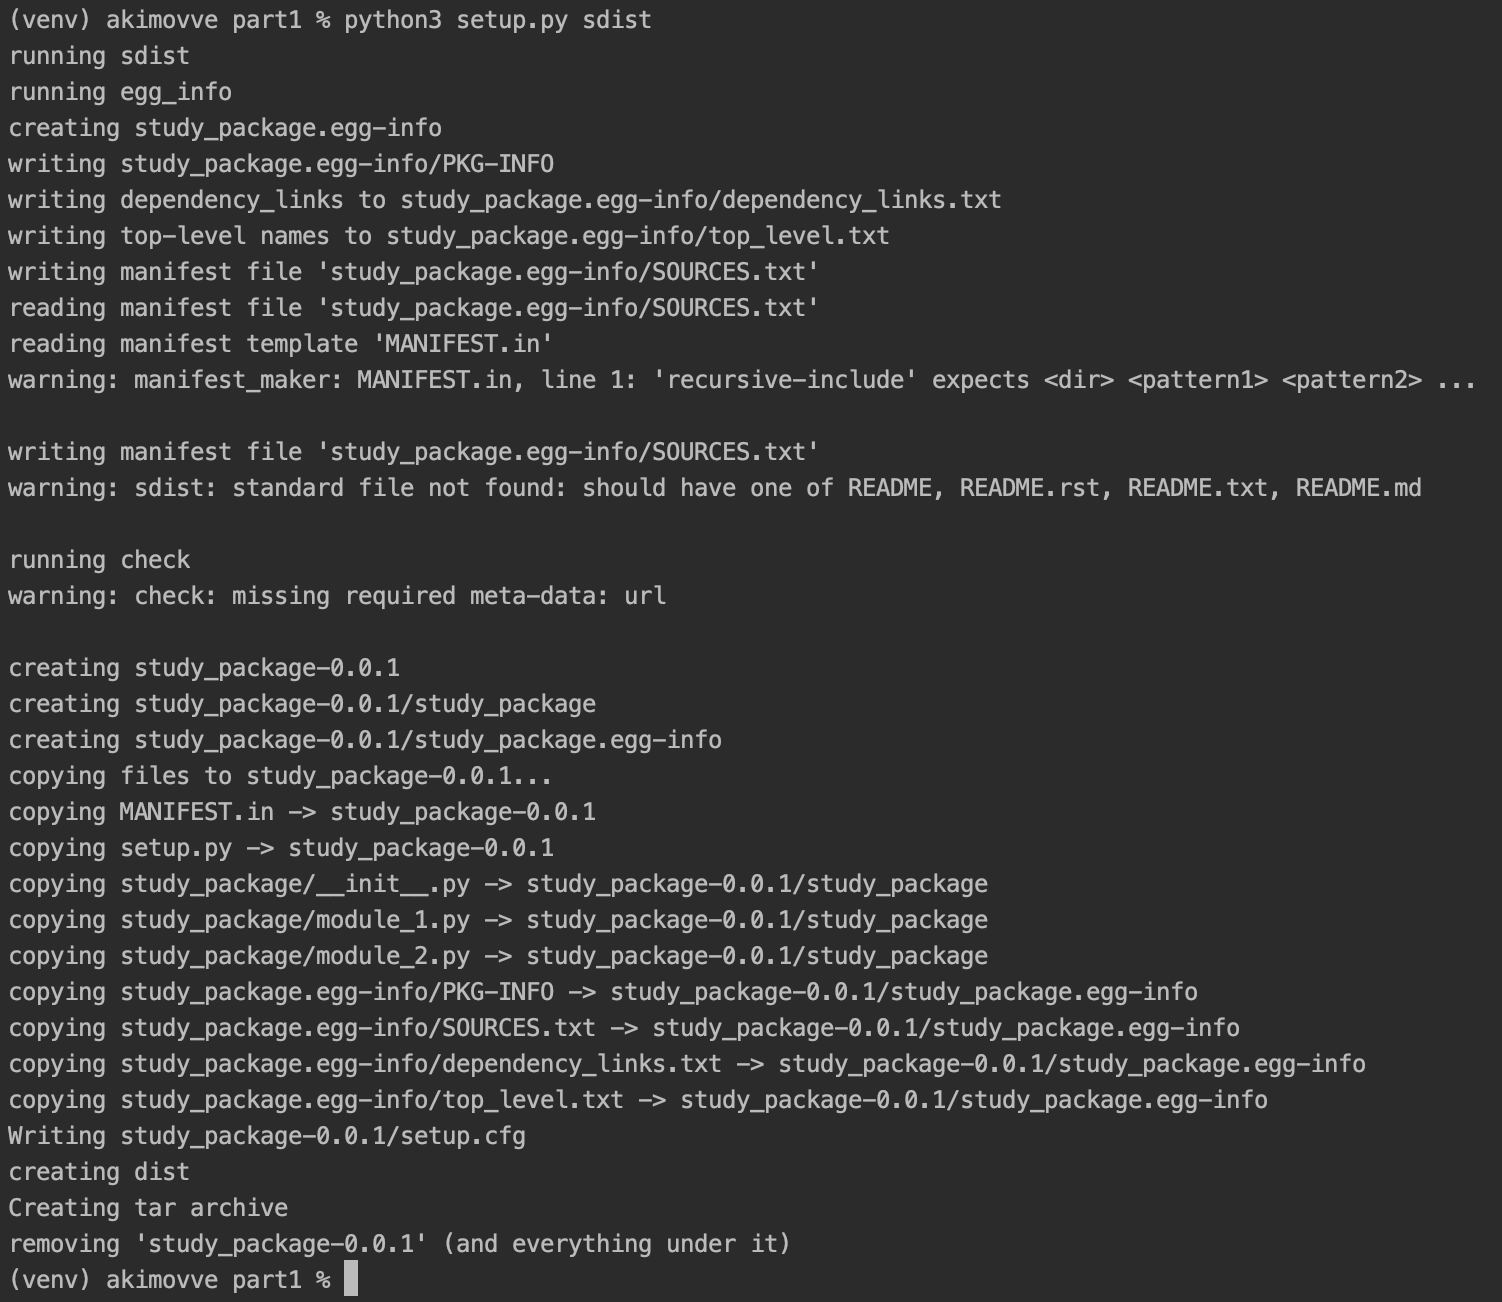 (venv) akimovve part1 % python3 setup.py sdist
running sdist
running egg_info
creating study_package.egg-info
writing study_package.egg-info/PKG-INFO
writing dependency_links to study_package.egg-info/dependency_links.txt
writing top-level names to study_package.egg-info/top_level.txt
writing manifest file 'study_package.egg-info/SOURCES.txt'
reading manifest file 'study_package.egg-info/SOURCES.txt'
reading manifest template 'MANIFEST.in'
warning: manifest_maker: MANIFEST.in, line 1: 'recursive-include' expects <dir> <pattern1> <pattern2> ...
writing manifest file 'study_package.egg-info/SOURCES.txt'
warning: sdist: standard file not found: should have one of README, README.rst, README.txt, README.md
running check
warning: check: missing required meta-data: url
creating study_package-0.0.1
creating study_package-0.0.1/study_package
creating study_package-0.0.1/study_package.egg-info
copying files to study_package-0.0.1...
copying MANIFEST.in -> study_package-0.0.1
copying setup.py -> study_package-0.0.1
copying study_package/__init__.py -> study_package-0.0.1/study_package
copying study_package/module_1.py -> study_package-0.0.1/study_package
copying study_package/module_2.py -> study_package-0.0.1/study_package
copying study_package.egg-info/PKG-INFO -> study_package-0.0.1/study_package.egg-info
copying study_package.egg-info/SOURCES.txt -> study_package-0.0.1/study_package.egg-info
copying study_package.egg-info/dependency_links.txt -> study_package-0.0.1/study_package.egg-info
copying study_package.egg-info/top_level.txt -> study_package-0.0.1/study_package.egg-info
Writing study_package-0.0.1/setup.cfg
creating dist
Creating tar archive
removing 'study_package-0.0.1' (and everything under it)
(venv) akimovve part1 %